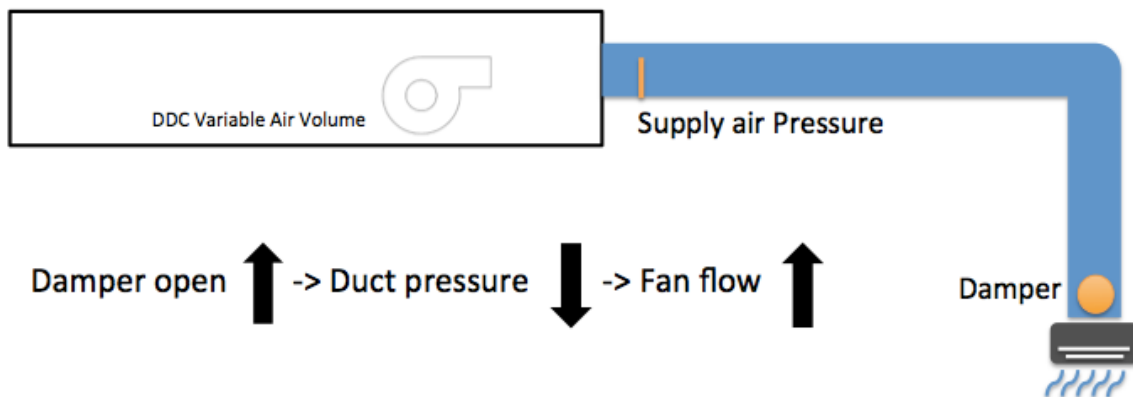 DDC Variable Air Volume
Supply air Pressure
Damper open -> Duct pressure -> Fan flow
Damper